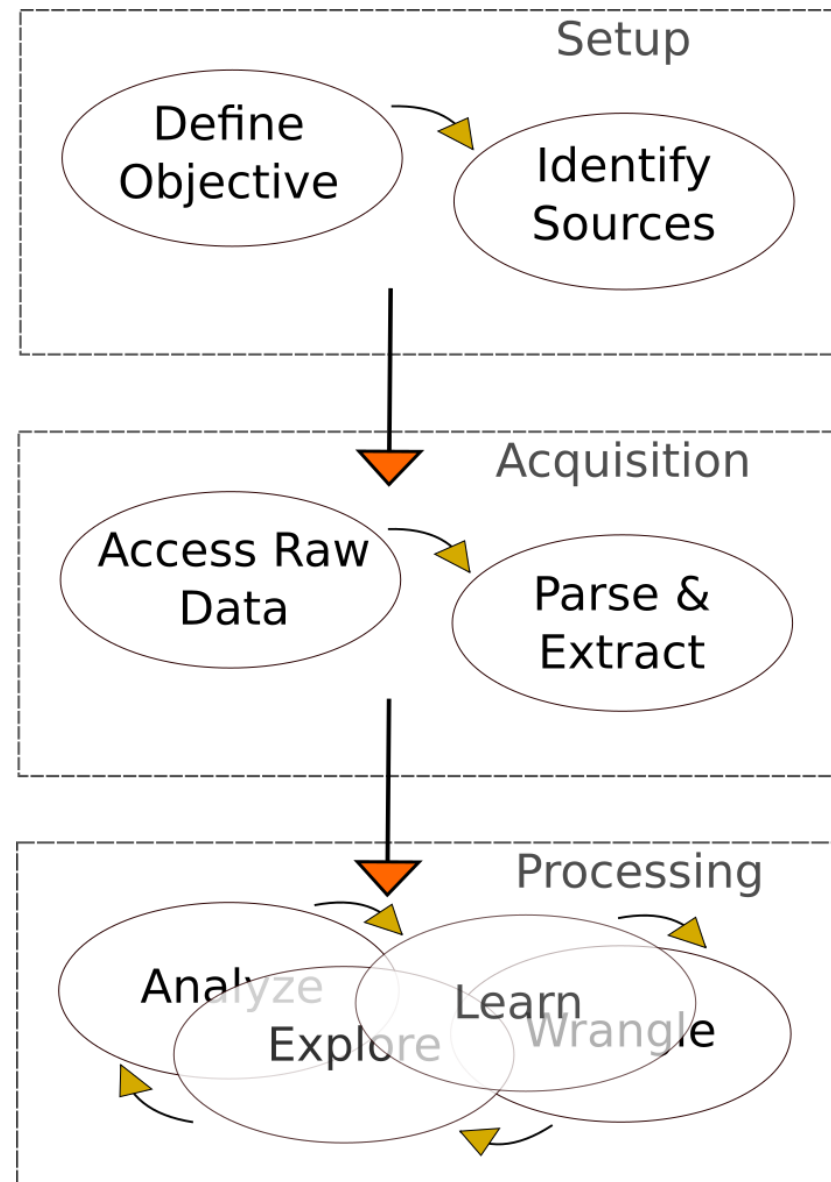 Setup
Define
Objective
Identify
Sources
Acquisition
Access Raw
Data
Parse &
Extract
Processing
Analyze
Learn
Explore
Wrangle